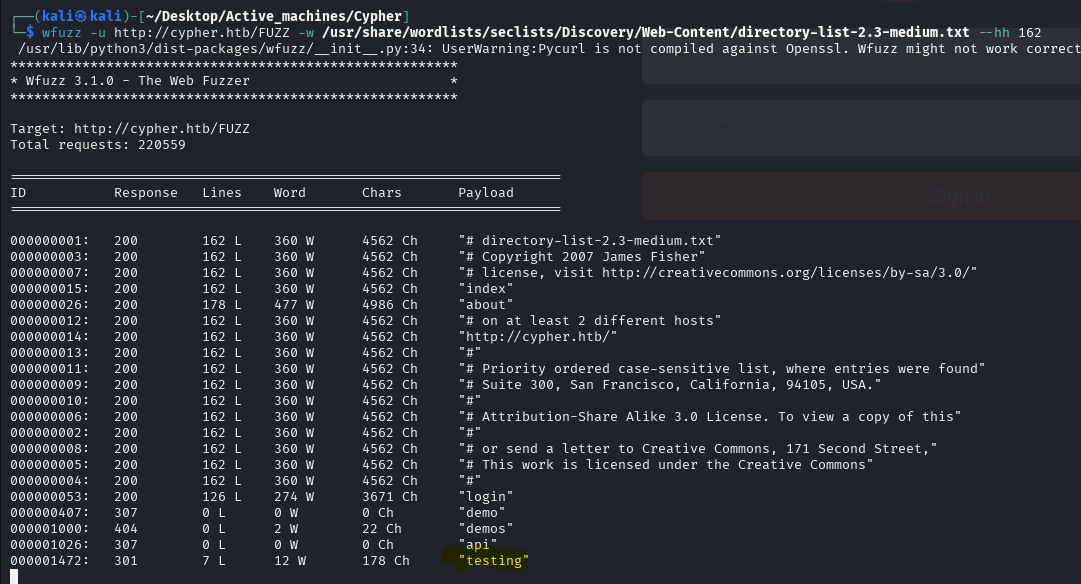 ┌──(kali㉿kali)-[~/Desktop/Active_machines/Cypher]
└─$ wfuzz -u http://cypher.htb/FUZZ -w /usr/share/wordlists/seclists/Discovery/Web-Content/directory-list-2.3-medium.txt --hh 162
/usr/lib/python3/dist-packages/wfuzz/__init__.py:34: UserWarning:Pycurl is not compiled against Openssl. Wfuzz might not work correct
********************************************************
* Wfuzz 3.1.0 - The Web Fuzzer                         *
********************************************************
Password
Target: http://cypher.htb/FUZZ
Total requests: 220559
=====================================================================
ID           Response   Lines    Word       Chars       Payload
Sign in
=====================================================================
000000001:   200        162 L    360 W      4562 Ch     "# directory-list-2.3-medium.txt"
000000003:   200        162 L    360 W      4562 Ch     "# Copyright 2007 James Fisher"
000000007:   200        162 L    360 W      4562 Ch     "# license, visit http://creativecommons.org/licenses/by-sa/3.0/"
000000015:   200        162 L    360 W      4562 Ch     "index"
000000026:   200        178 L    477 W      4986 Ch     "about"
000000012:   200        162 L    360 W      4562 Ch     "# on at least 2 different hosts"
000000014:   200        162 L    360 W      4562 Ch     "http://cypher.htb/"
000000013:   200        162 L    360 W      4562 Ch     "#"
000000011:   200        162 L    360 W      4562 Ch     "# Priority ordered case-sensitive list, where entries were found"
000000009:   200        162 L    360 W      4562 Ch     "# Suite 300, San Francisco, California, 94105, USA."
000000010:   200        162 L    360 W      4562 Ch     "#"
000000006:   200        162 L    360 W      4562 Ch     "# Attribution-Share Alike 3.0 License. To view a copy of this"
000000002:   200        162 L    360 W      4562 Ch     "#"
000000008:   200        162 L    360 W      4562 Ch     "# or send a letter to Creative Commons, 171 Second Street,"
000000005:   200        162 L    360 W      4562 Ch     "# This work is licensed under the Creative Commons"
000000004:   200        162 L    360 W      4562 Ch     "#"
000000053:   200        126 L    274 W      3671 Ch     "login"
000000407:   307        0 L      0 W        0 Ch        "demo"
000001000:   404        0 L      2 W        22 Ch       "demos"
000001026:   307        0 L      0 W        0 Ch        "api"
000001472:   301        7 L      12 W       178 Ch      "testing"